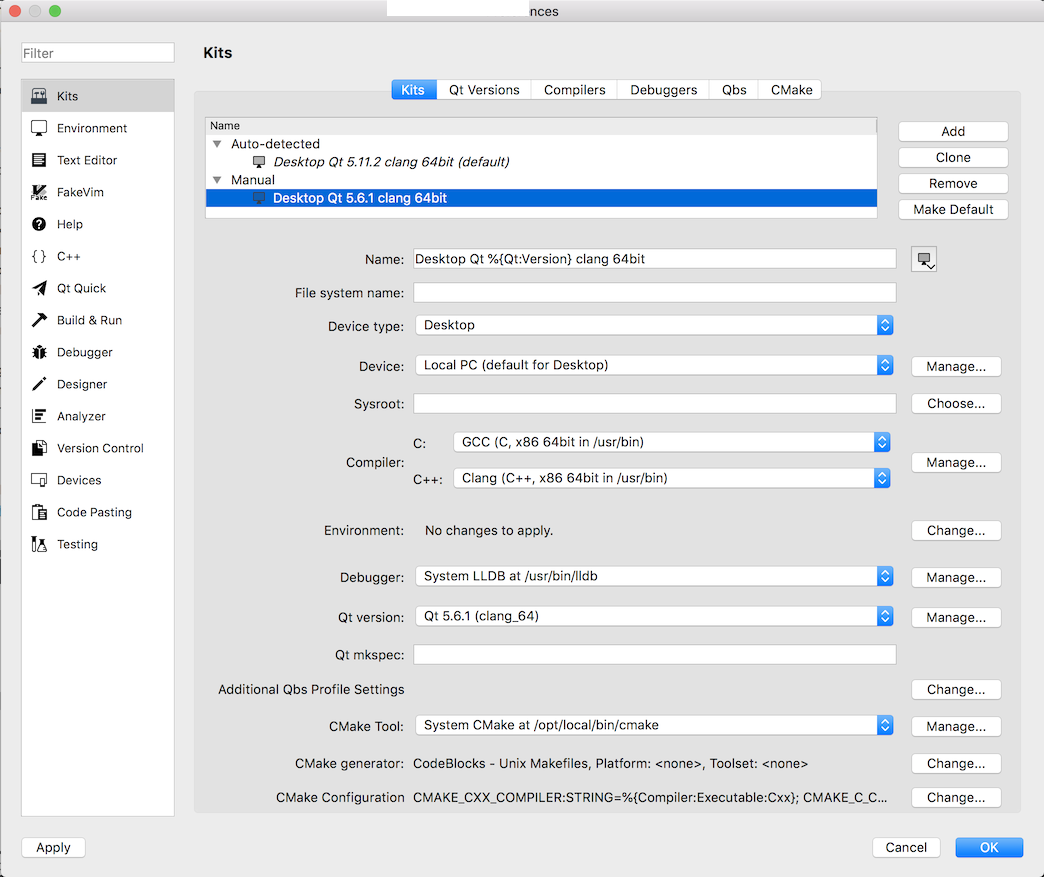 nces
Filter
Kits
Environment
Text Editor
FakeVim
Help
C++
Qt Quick
Build & Run
Debugger
Designer
Analyzer
Version Control
Devices
Code Pasting
Testing
Kits
Kits Qt Versions Compilers Debuggers Qbs CMake
Name
Auto-detected
Desktop Qt 5.11.2 clang 64bit (default)
Manual
Desktop Qt 5.6.1 clang 64bit
Add
Clone
Remove
Make Default
Name: Desktop Qt %{Qt:Version} clang 64bit
File system name:
Device type: Desktop
Device: Local PC (default for Desktop) Manage...
Sysroot: Choose...
Compiler: Manage...
C: GCC (C, x86 64bit in /usr/bin)
C++: Clang (C++, x86 64bit in /usr/bin)
Environment: No changes to apply. Change...
Debugger: System LLDB at /usr/bin/lldb Manage...
Qt version: Qt 5.6.1 (clang_64) Manage...
Qt mkspec:
Additional Qbs Profile Settings Change...
CMake Tool: System CMake at /opt/local/bin/cmake Manage...
CMake generator: CodeBlocks - Unix Makefiles, Platform: <none>, Toolset: <none> Change...
CMake Configuration CMAKE_CXX_COMPILER:STRING=%{Compiler:Executable:Cxx}; CMAKE_C_C... Change...
Apply Cancel OK